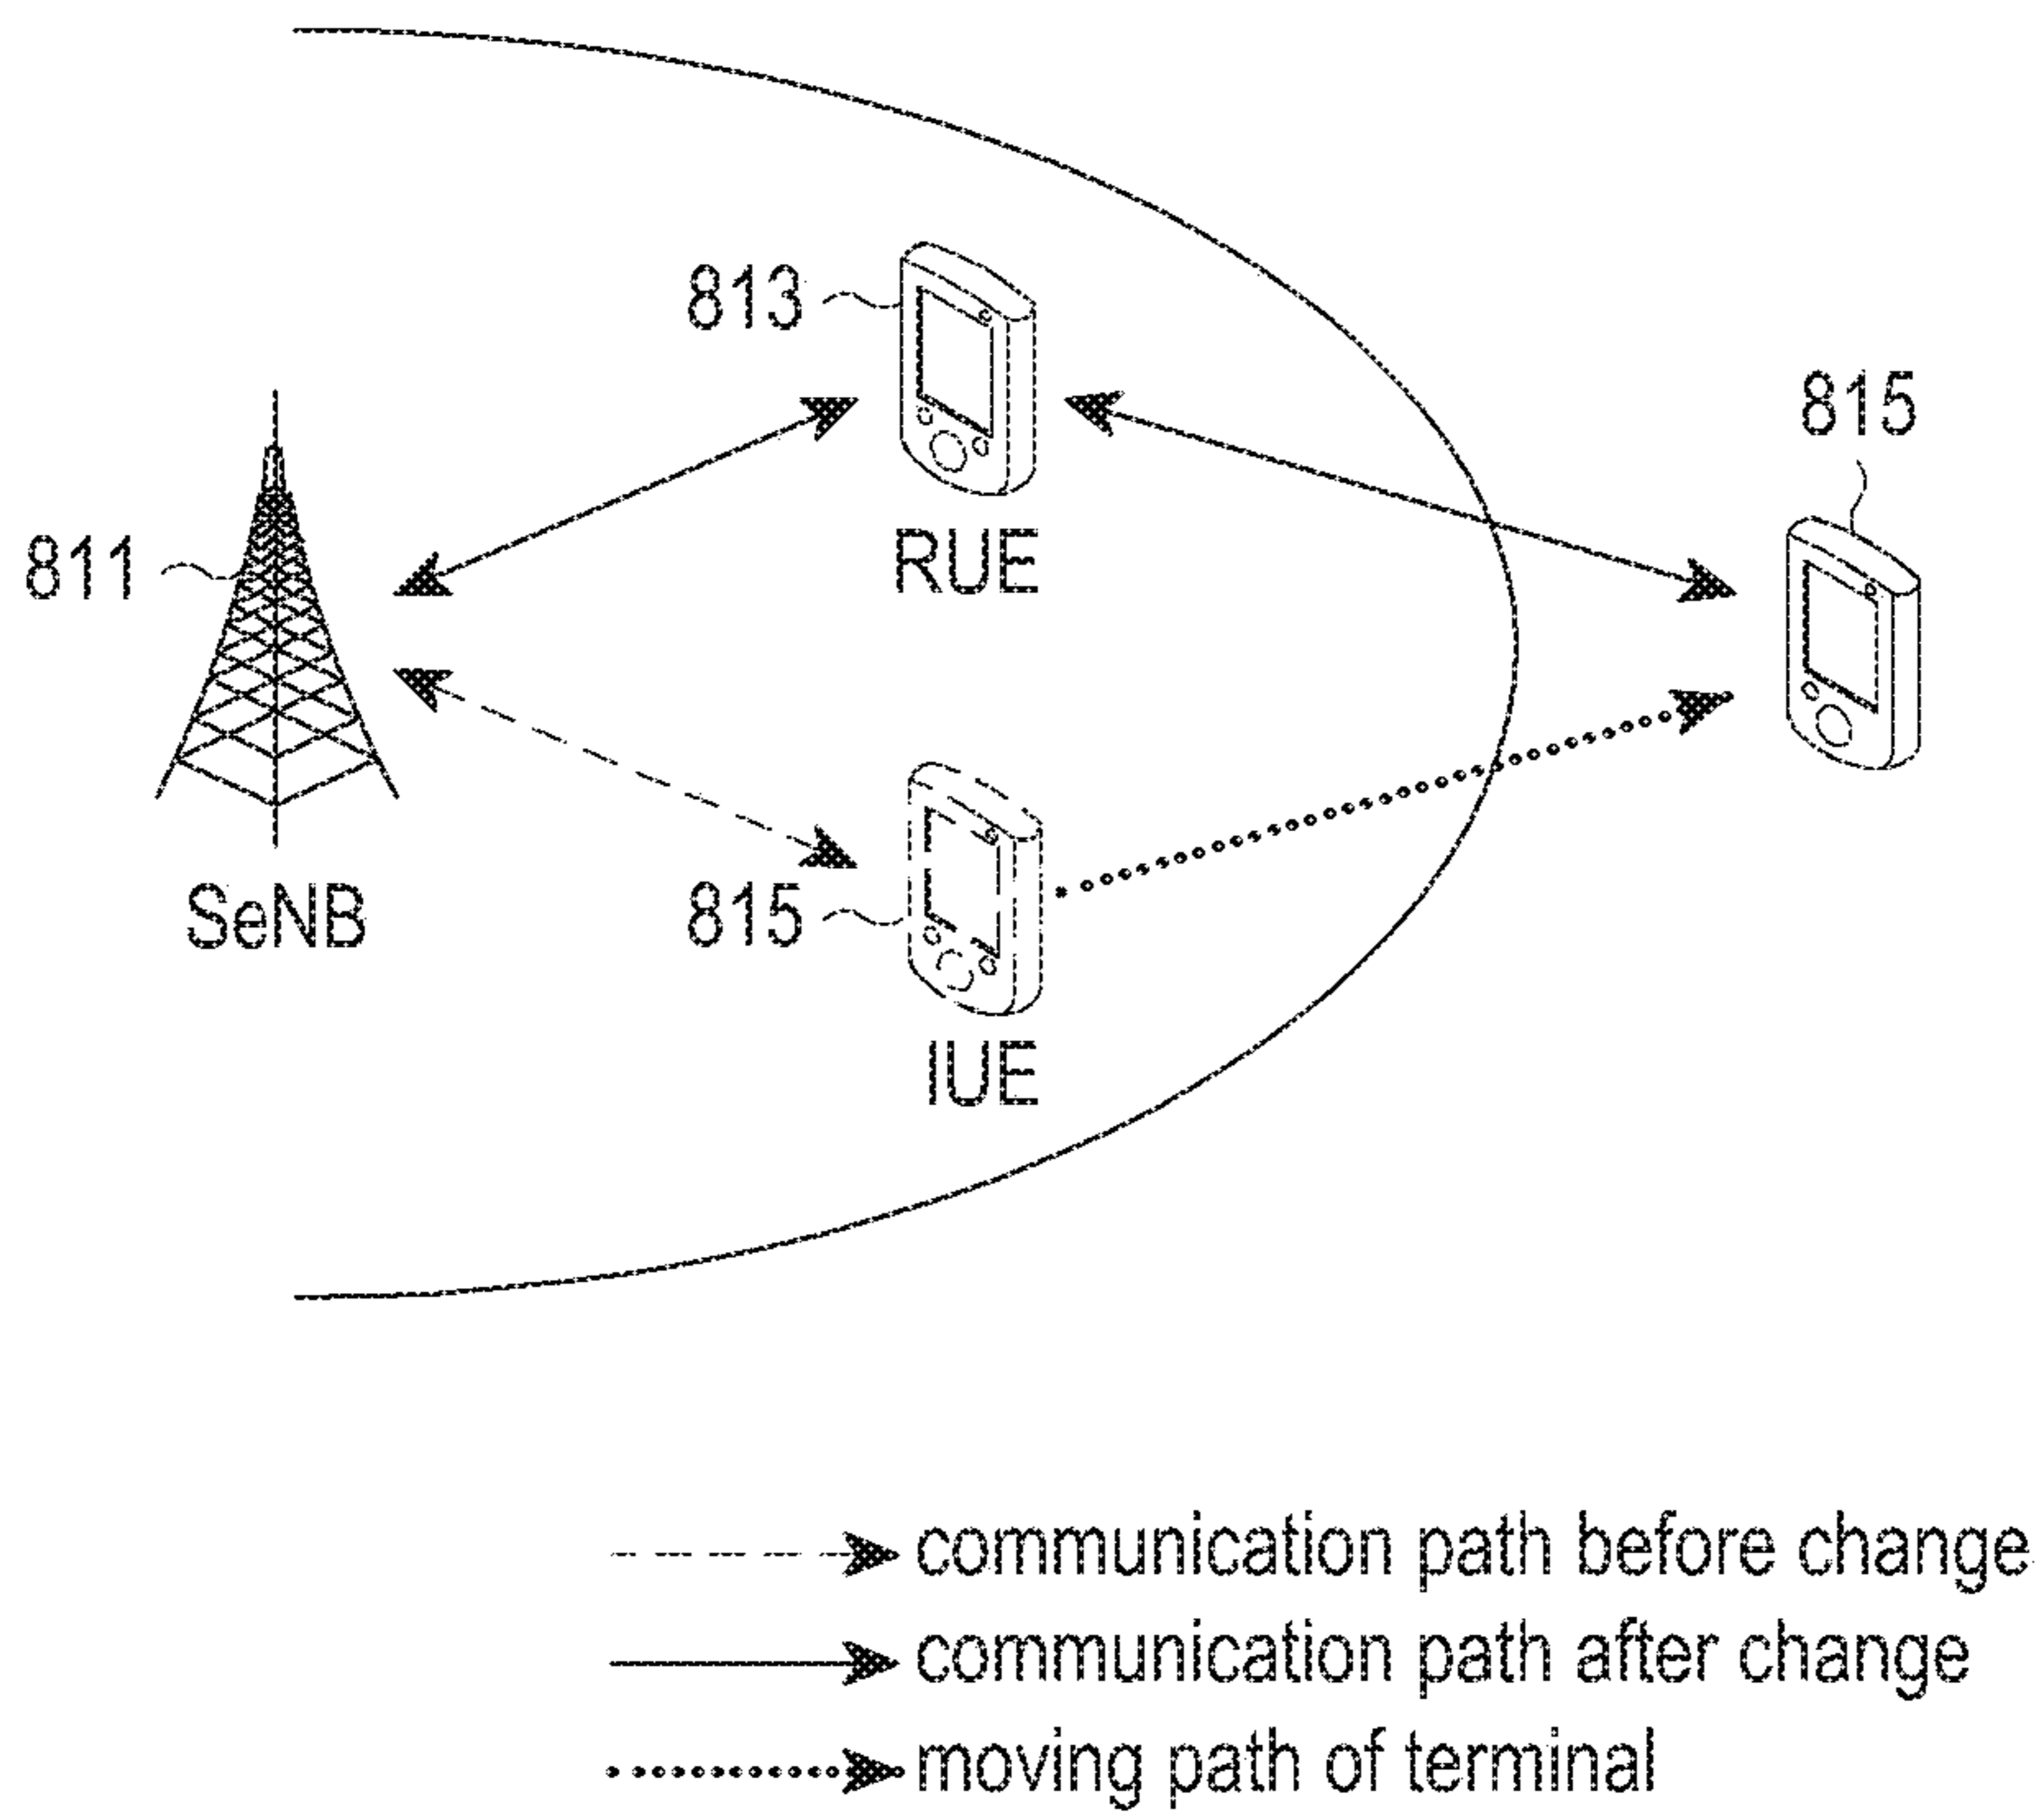 813
815
811
RUE
SeNB
815
IUE
communication path before change
communication path after change
moving path of terminal